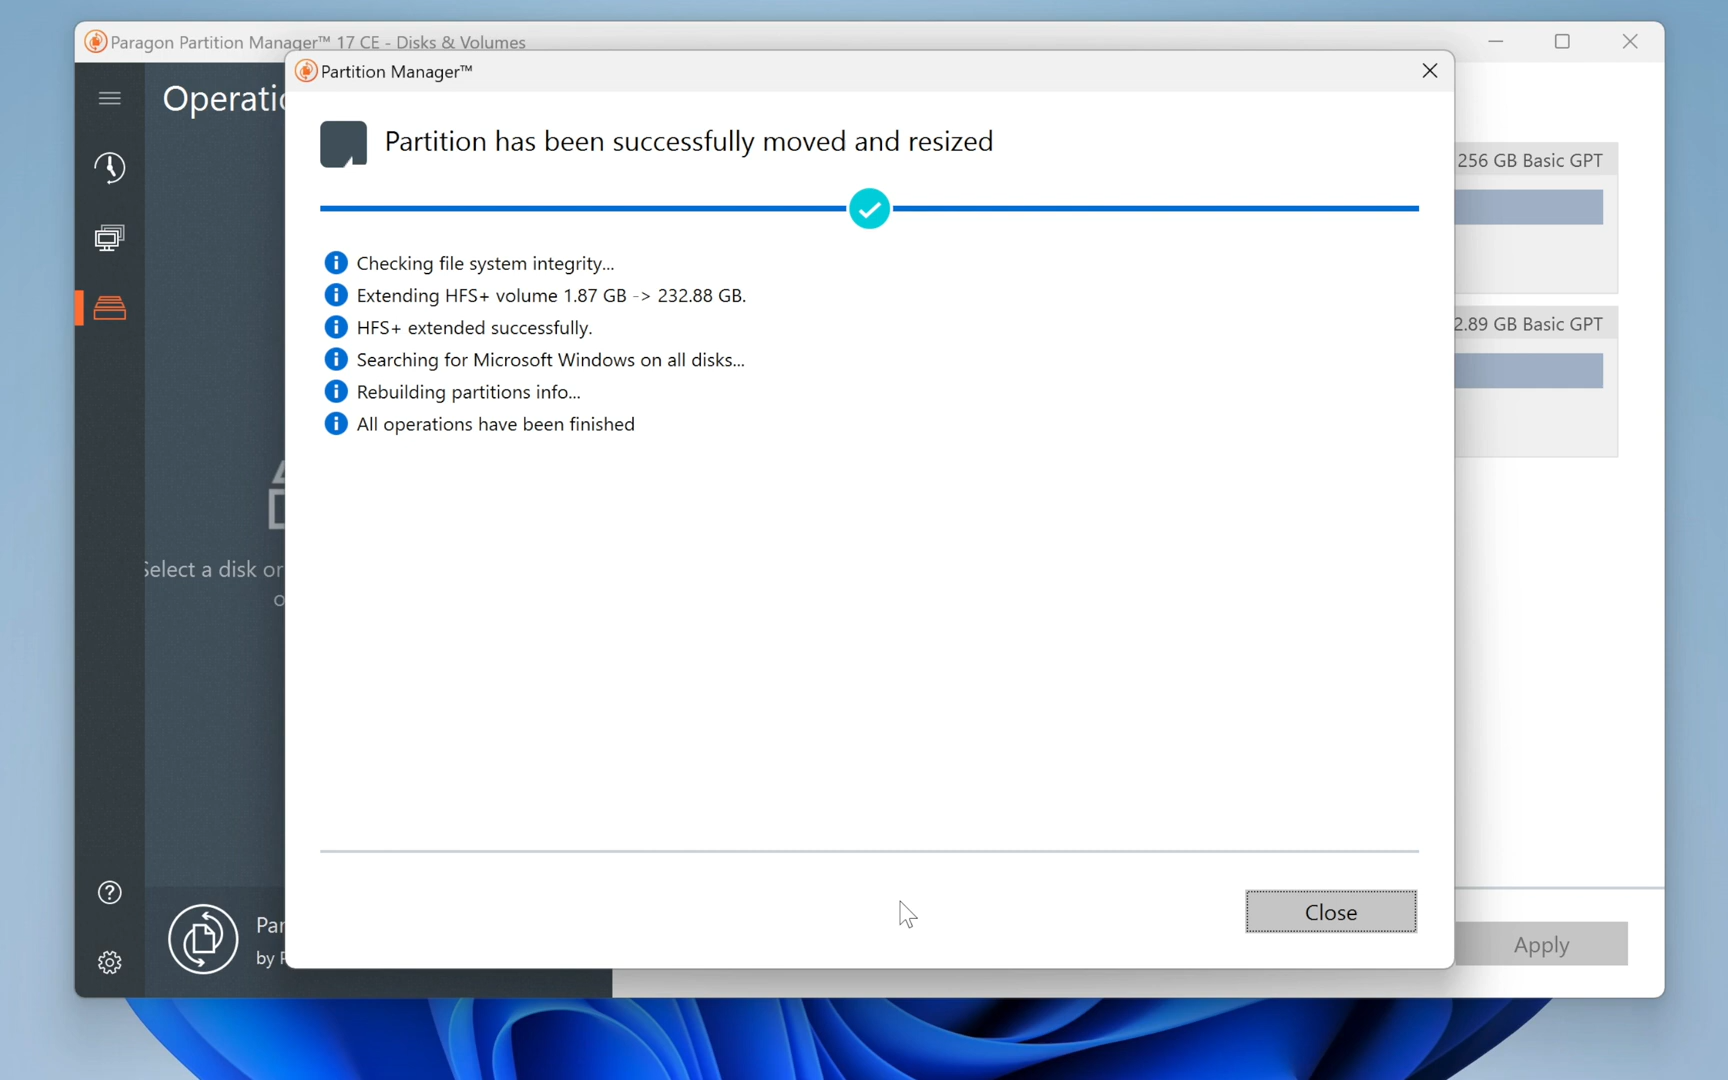 Paragon Partition Manager™ 17 CE - Disks & Volumes
Partition Manager™
Operatio
Partition has been successfully moved and resized
256 GB Basic GPT
Checking file system integrity...
Extending HFS+ volume 1.87 GB -> 232.88 GB.
2.89 GB Basic GPT
HFS+ extended successfully.
Searching for Microsoft Windows on all disks...
Rebuilding partitions info...
All operations have been finished
Select a disk or
Close
Par
Apply
by